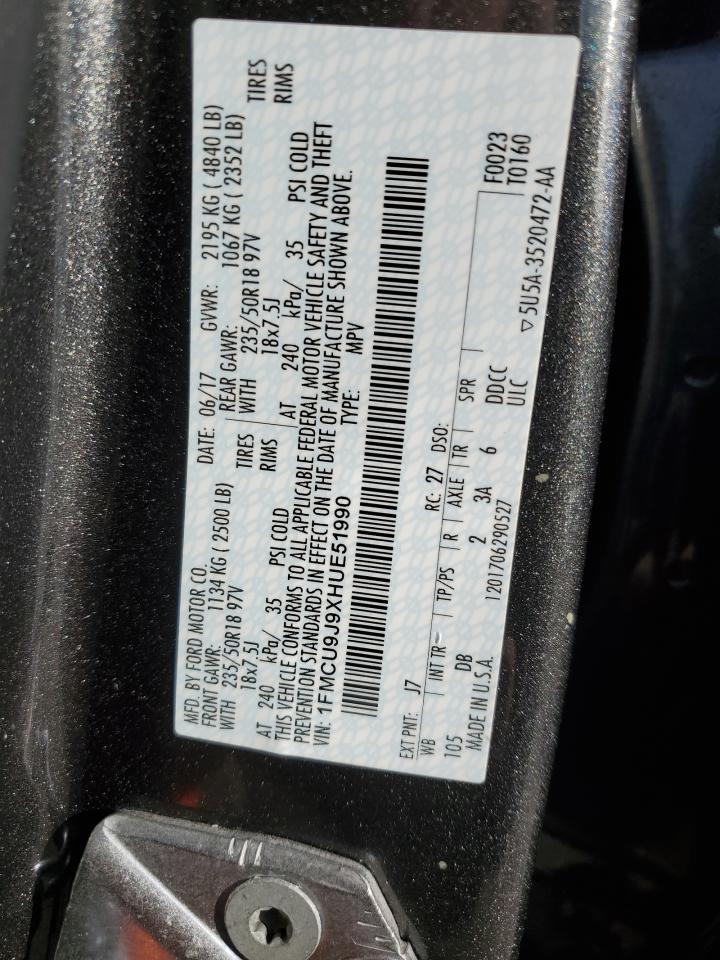 MFD. BY FORD MOTOR CO.
DATE: 06/17 GVWR: 2195 KG ( 4840 LB)
FRONT GAWR: 1134 KG ( 2500 LB)
REAR GAWR: 1067 KG ( 2352 LB)
WITH 235/50R18 97V TIRES
WITH 235/50R18 97V TIRES
18x7.5J RIMS
18x7.5J RIMS
AT 240 kPa/ 35 PSI COLD
AT 240 kPa/ 35 PSI COLD
THIS VEHICLE CONFORMS TO ALL APPLICABLE FEDERAL MOTOR VEHICLE SAFETY AND THEFT
PREVENTION STANDARDS IN EFFECT ON THE DATE OF MANUFACTURE SHOWN ABOVE.
VIN: 1FMCU9J9XHUE51990
TYPE: MPV
EXT PNT: J7 RC: 27 DSO:
F0023
WB INT TR TP/PS R AXLE TR SPR
T0160
105 DB 2 3A 6 DDCC
MADE IN U.S.A. 1201706290527 ULC
▽5U5A-3520472-AA